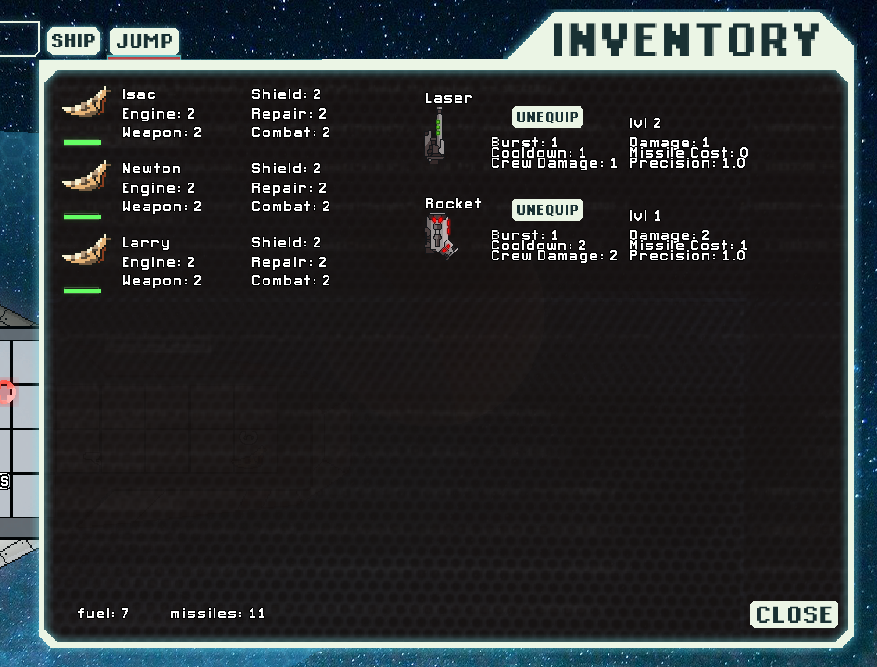 SHIP JUMP
INVENTORY
Isac Shield: 2
Engine: 2 Repair: 2
Weapon: 2 Combat: 2
Newton Shield: 2
Engine: 2 Repair: 2
Weapon: 2 Combat: 2
Larry Shield: 2
Engine: 2 Repair: 2
Weapon: 2 Combat: 2
Laser
UNEQUIP lvl 2
Burst: 1 Damage: 1
Cooldown: 1 Missile Cost: 0
Crew Damage: 1 Precision: 1.0
Rocket
UNEQUIP lvl 1
Burst: 1 Damage: 2
Cooldown: 2 Missile Cost: 1
Crew Damage: 2 Precision: 1.0
S
fuel: 7 missiles: 11
CLOSE